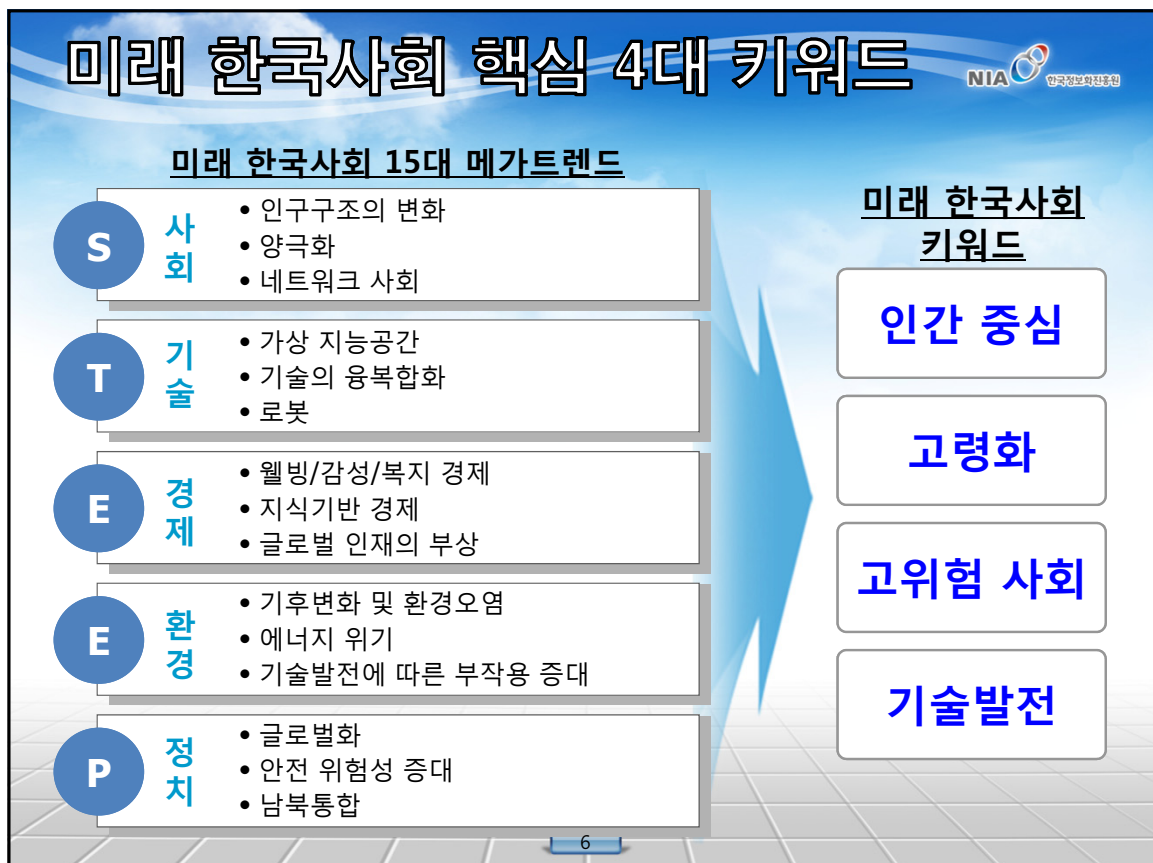 미래 한국사회 핵심 4대 키워드
NIA 한국정보화진흥원
미래 한국사회 15대 메가트렌드
S
사회
• 인구구조의 변화
• 양극화
• 네트워크 사회
T
기술
• 가상 지능공간
• 기술의 융복합화
• 로봇
E
경제
• 웰빙/감성/복지 경제
• 지식기반 경제
• 글로벌 인재의 부상
E
환경
• 기후변화 및 환경오염
• 에너지 위기
• 기술발전에 따른 부작용 증대
P
정치
• 글로벌화
• 안전 위험성 증대
• 남북통합
미래 한국사회
키워드
인간 중심
고령화
고위험 사회
기술발전
6